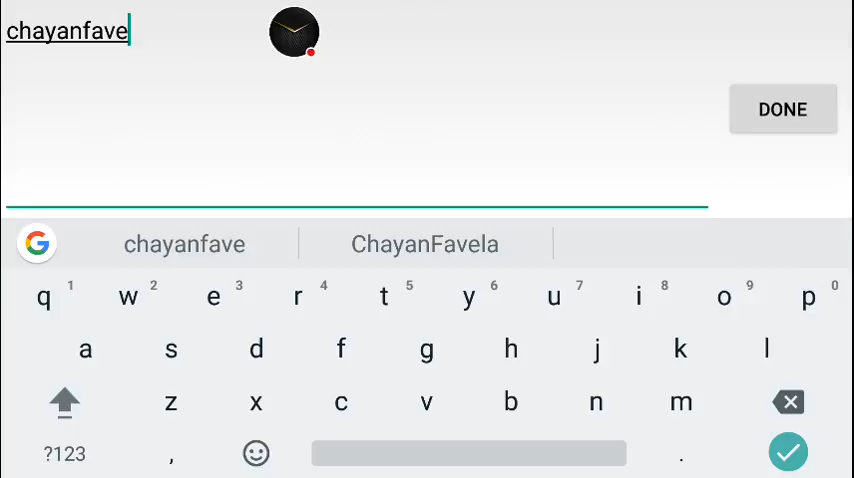 chayanfave
DONE
chayanfave ChayanFavela
q 1 w 2 e 3 r 4 t 5 y 6 u 7 i 8 o 9 p 0
a s d f g h j k l
z x c v b n m
?123 , .